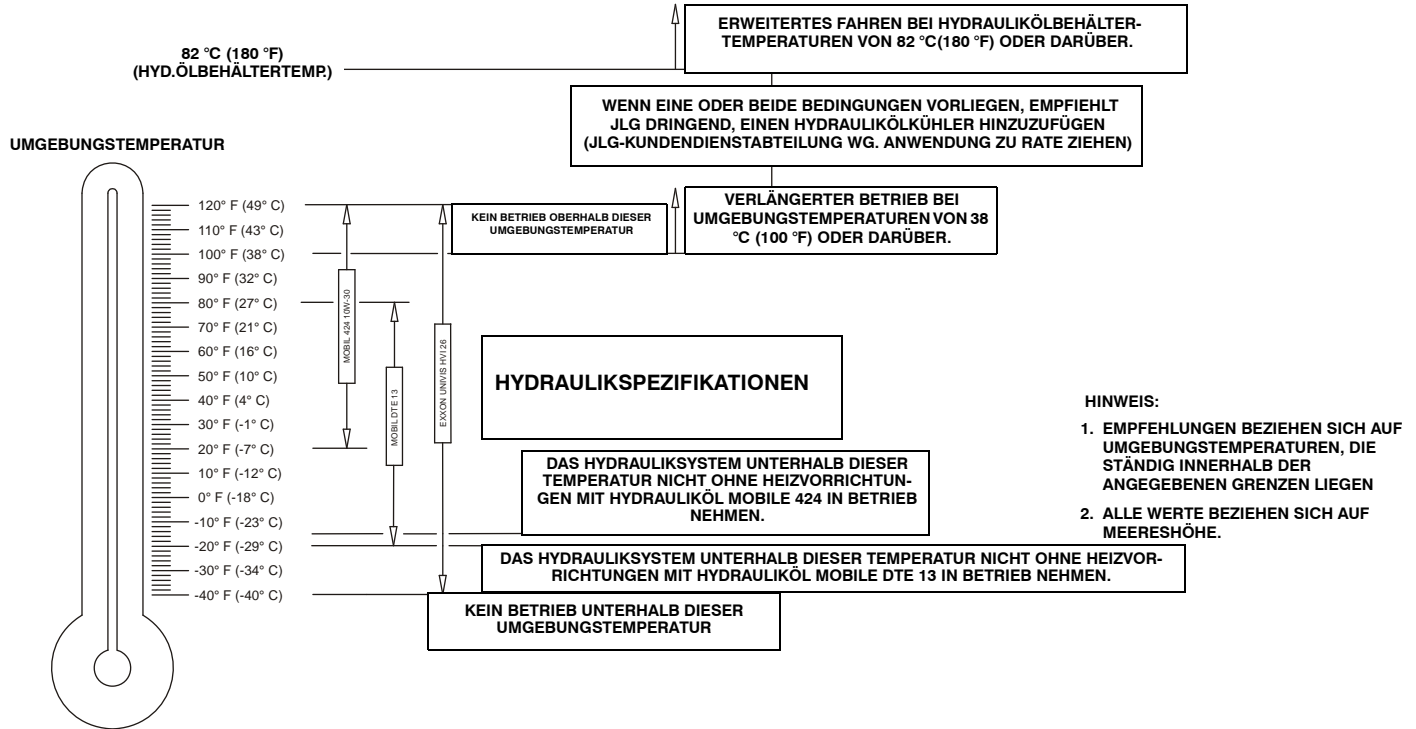 ERWEITERTES FAHREN BEI HYDRAULIKÖLBEHÄLTER-
TEMPERATUREN VON 82 °C(180 °F) ODER DARÜBER.
82 °C (180 °F)
(HYD.ÖLBEHÄLTERTEMP.)
WENN EINE ODER BEIDE BEDINGUNGEN VORLIEGEN, EMPFIEHLT
JLG DRINGEND, EINEN HYDRAULIKÖLKÜHLER HINZUZUFÜGEN
(JLG-KUNDENDIENSTABTEILUNG WG. ANWENDUNG ZU RATE ZIEHEN)
UMGEBUNGSTEMPERATUR
120° F (49° C)
110° F (43° C)
100° F (38° C)
90° F (32° C)
80° F (27° C)
70° F (21° C)
60° F (16° C)
50° F (10° C)
40° F (4° C)
30° F (-1° C)
20° F (-7° C)
10° F (-12° C)
0° F (-18° C)
-10° F (-23° C)
-20° F (-29° C)
-30° F (-34° C)
-40° F (-40° C)
MOBIL 424 10W-30
MOBIL DTE 13
EXXON UNIVIS HVI 26
KEIN BETRIEB OBERHALB DIESER
UMGEBUNGSTEMPERATUR
VERLÄNGERTER BETRIEB BEI
UMGEBUNGSTEMPERATUREN VON 38
°C (100 °F) ODER DARÜBER.
HYDRAULIKSPEZIFIKATIONEN
DAS HYDRAULIKSYSTEM UNTERHALB DIESER
TEMPERATUR NICHT OHNE HEIZVORRICHTUN-
GEN MIT HYDRAULIKÖL MOBILE 424 IN BETRIEB
NEHMEN.
DAS HYDRAULIKSYSTEM UNTERHALB DIESER TEMPERATUR NICHT OHNE HEIZVOR-
RICHTUNGEN MIT HYDRAULIKÖL MOBILE DTE 13 IN BETRIEB NEHMEN.
KEIN BETRIEB UNTERHALB DIESER
UMGEBUNGSTEMPERATUR
HINWEIS:
1. EMPFEHLUNGEN BEZIEHEN SICH AUF
UMGEBUNGSTEMPERATUREN, DIE
STÄNDIG INNERHALB DER
ANGEGEBENEN GRENZEN LIEGEN
2. ALLE WERTE BEZIEHEN SICH AUF
MEERESHÖHE.